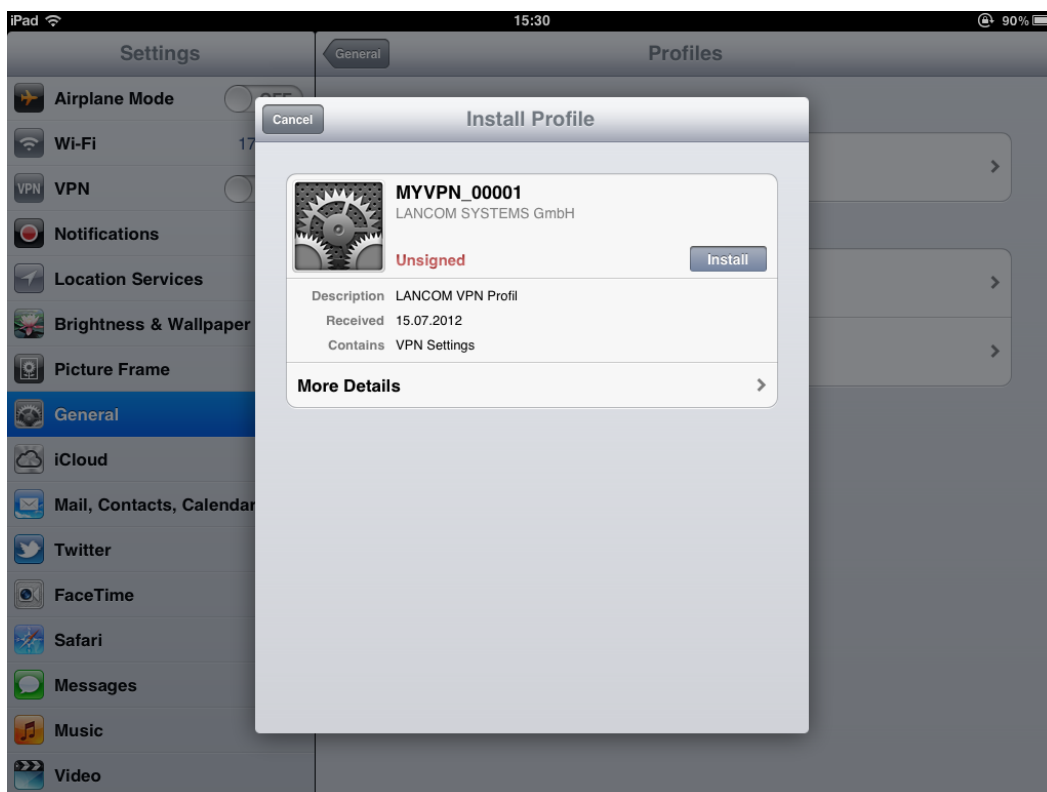 iPad
15:30
90%
Settings
General
Profiles
Airplane Mode
OFF
Cancel
Install Profile
Wi-Fi
17
VPN
VPN
MYVPN_00001
LANCOM SYSTEMS GmbH
Notifications
Unsigned
Install
Location Services
Description LANCOM VPN Profil
Received 15.07.2012
Contains VPN Settings
Brightness & Wallpaper
Picture Frame
More Details
General
iCloud
Mail, Contacts, Calendar
Twitter
FaceTime
Safari
Messages
Music
Video